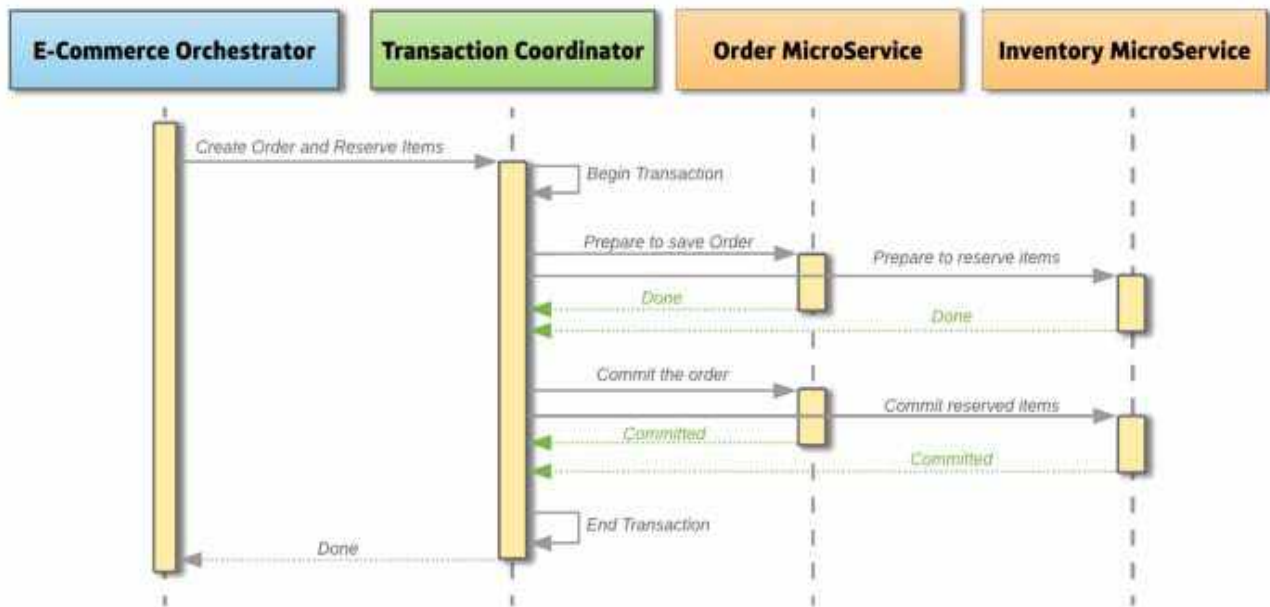 E-Commerce Orchestrator
Transaction Coordinator
Order MicroService
Inventory MicroService
Create Order and Reserve Items
Begin Transaction
Prepare to save Order
Prepare to reserve items
Done
Done
Commit the order
Commit reserved items
Committed
Committed
End Transaction
Done